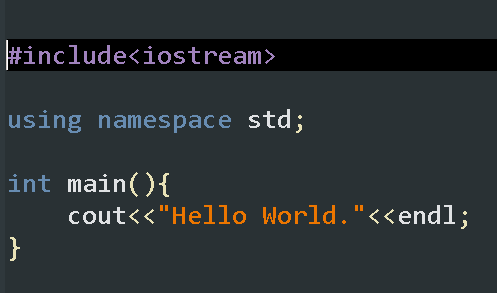 #include<iostream>
using namespace std;
int main(){
    cout<<"Hello World."<<endl;
}